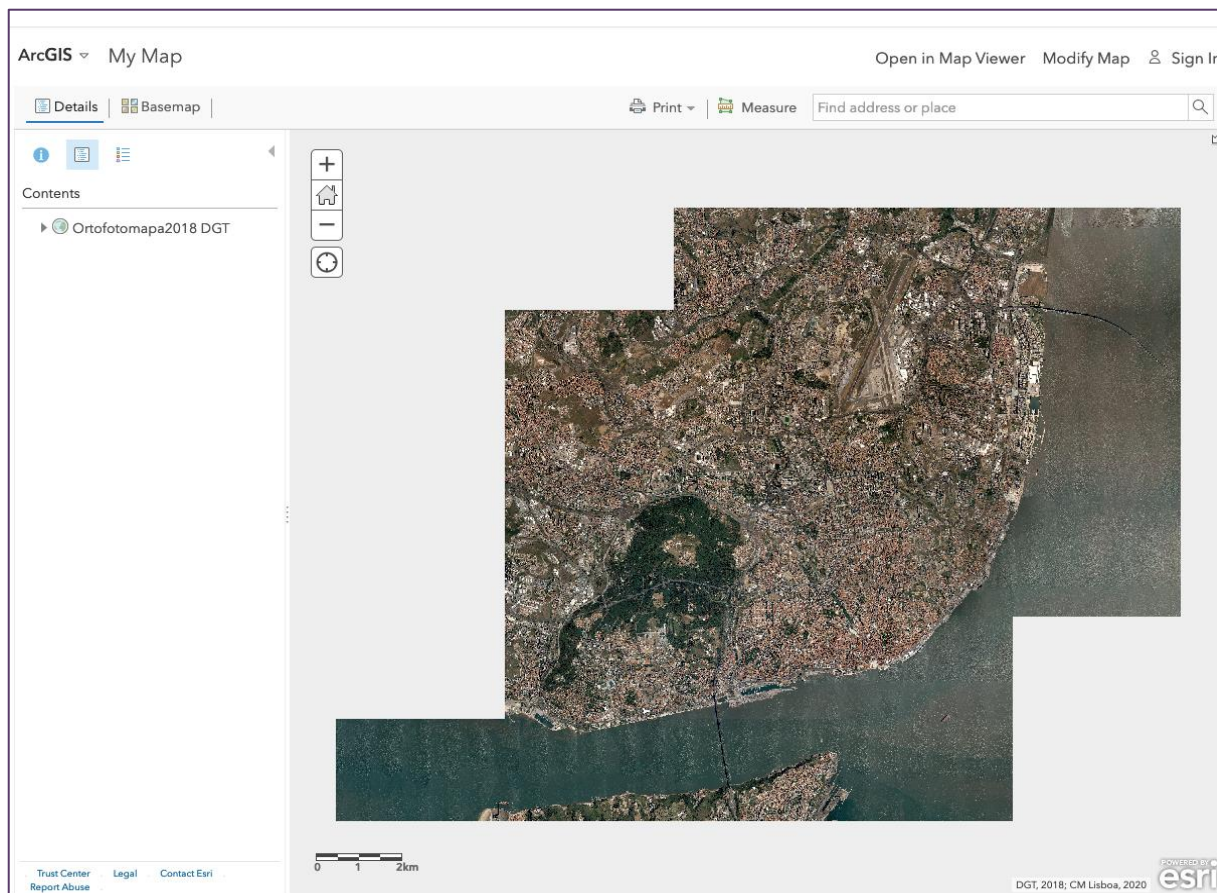 ArcGIS My Map
Open in Map Viewer Modify Map Sign In
Details Basemap
Print Measure Find address or place
Contents
Ortofotomapa2018 DGT
0 1 2km
Trust Center Legal Contact Esri
Report Abuse
POWERED BY
esri
DGT, 2018; CM Lisboa, 2020